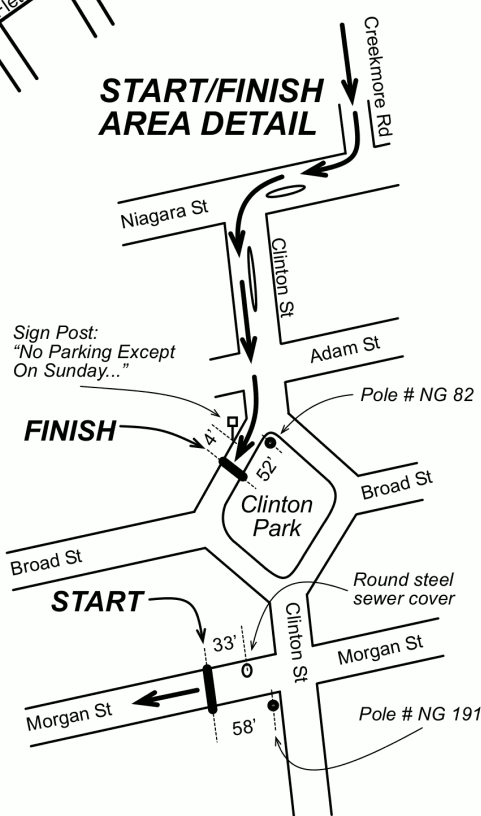 Creekmore Rd
START/FINISH
AREA DETAIL
Niagara St
Clinton St
Sign Post:
“No Parking Except
On Sunday...”
Adam St
Pole # NG 82
FINISH
4’
52’
Clinton
Park
Broad St
Broad St
START
Round steel
sewer cover
33’
Clinton St
Morgan St
Morgan St
58’
Pole # NG 191